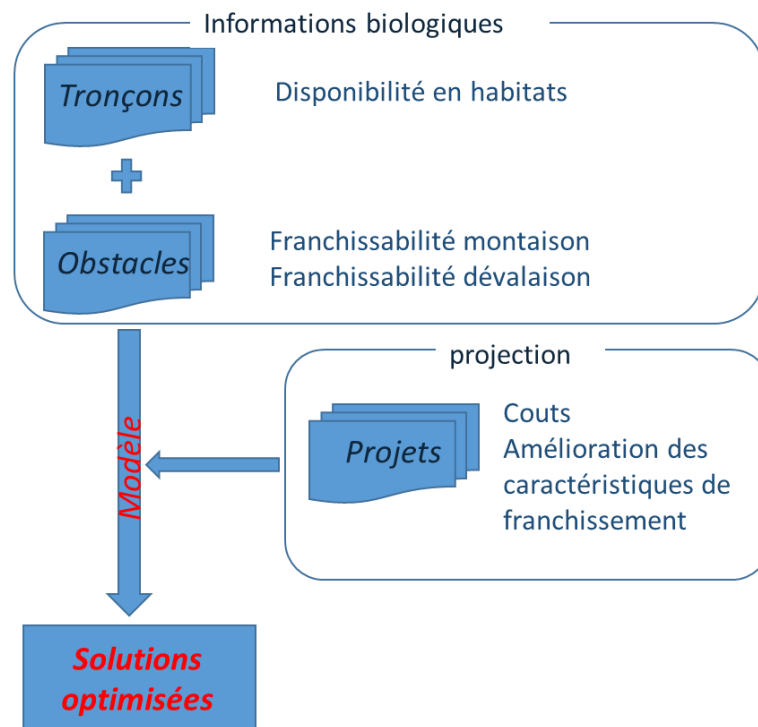 Informations biologiques
Tronçons
Disponibilité en habitats
Obstacles
Franchissabilité montaison
Franchissabilité dévalaison
projection
Modèle
Projets
Couts
Amélioration des
caractéristiques de
franchissement
Solutions
optimisées